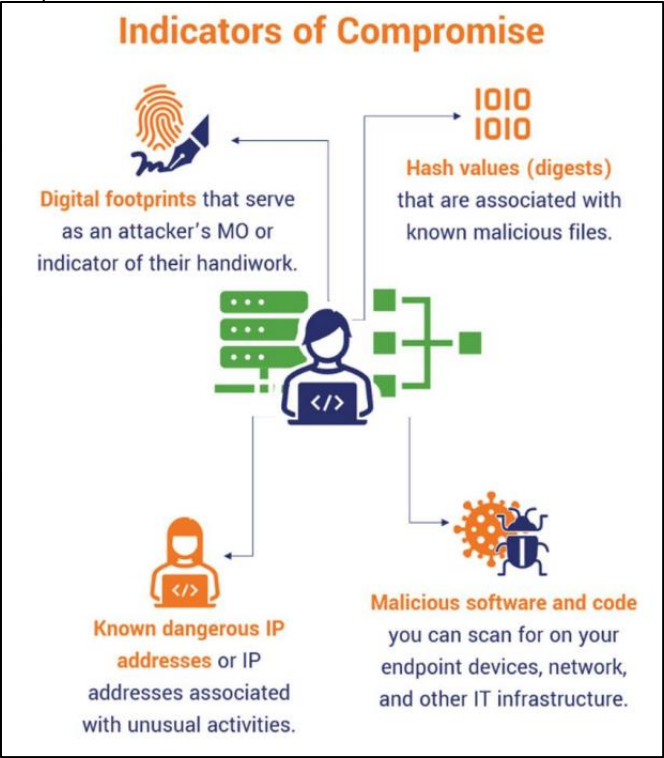 Indicators of Compromise
1010
1010
Digital footprints that serve
as an attacker's MO or
indicator of their handiwork.
Hash values (digests)
that are associated with
known malicious files.
</>
</>
Known dangerous IP
addresses or IP
addresses associated
with unusual activities.
Malicious software and code
you can scan for on your
endpoint devices, network,
and other IT infrastructure.